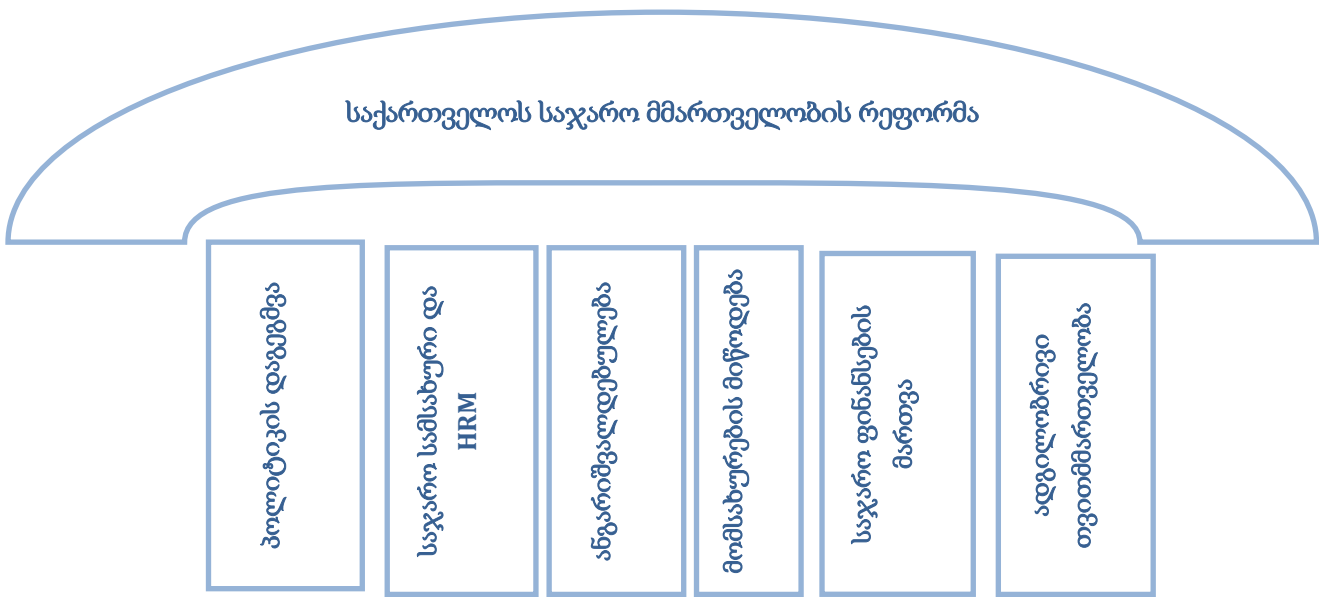 საქართველოს საჯარო მმართველობის რეფორმა
პოლიტიკის დაგეგმვა
საჯარო სამსახური და
HRM
ანგარიშვალდებულება
მომსახურების მიწოდება
საჯარო ფინანსების
მართვა
ადგილობრივი
თვითმმართველობა